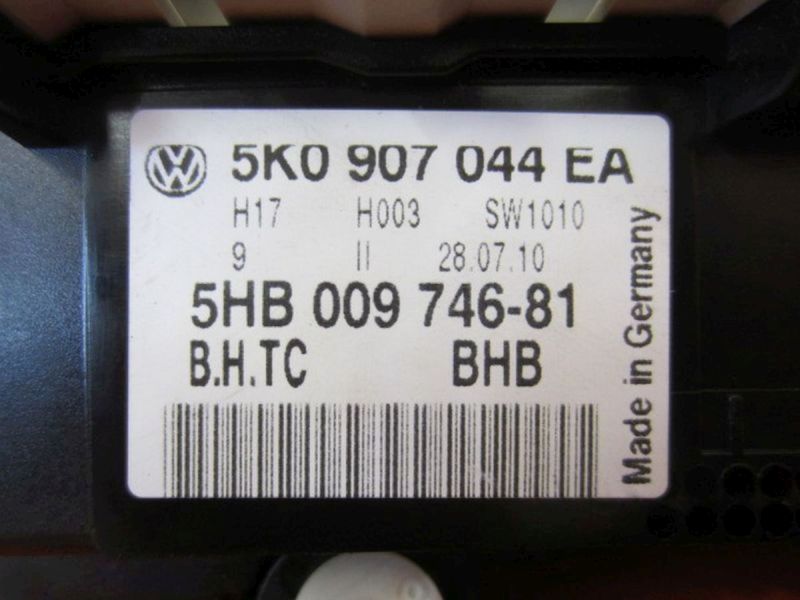 5K0 907 044 EA
H17 H003 SW1010
9 II 28.07.10
5HB 009 746-81
B.H.TC BHB
Made in Germany